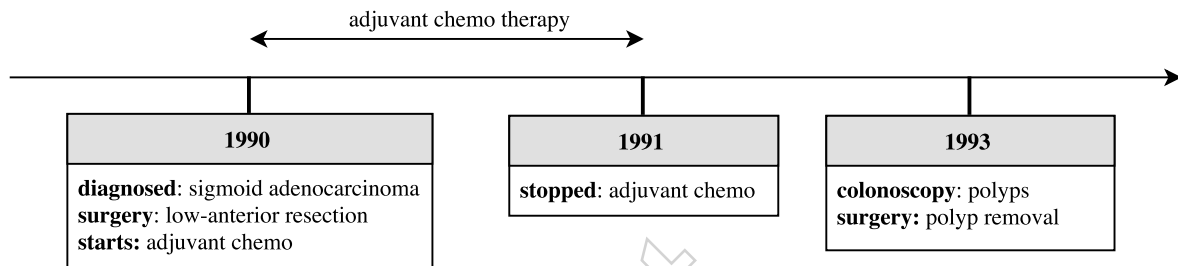 adjuvant chemo therapy
1990
diagnosed: sigmoid adenocarcinoma
surgery: low-anterior resection
starts: adjuvant chemo
1991
stopped: adjuvant chemo
1993
colonoscopy: polyps
surgery: polyp removal